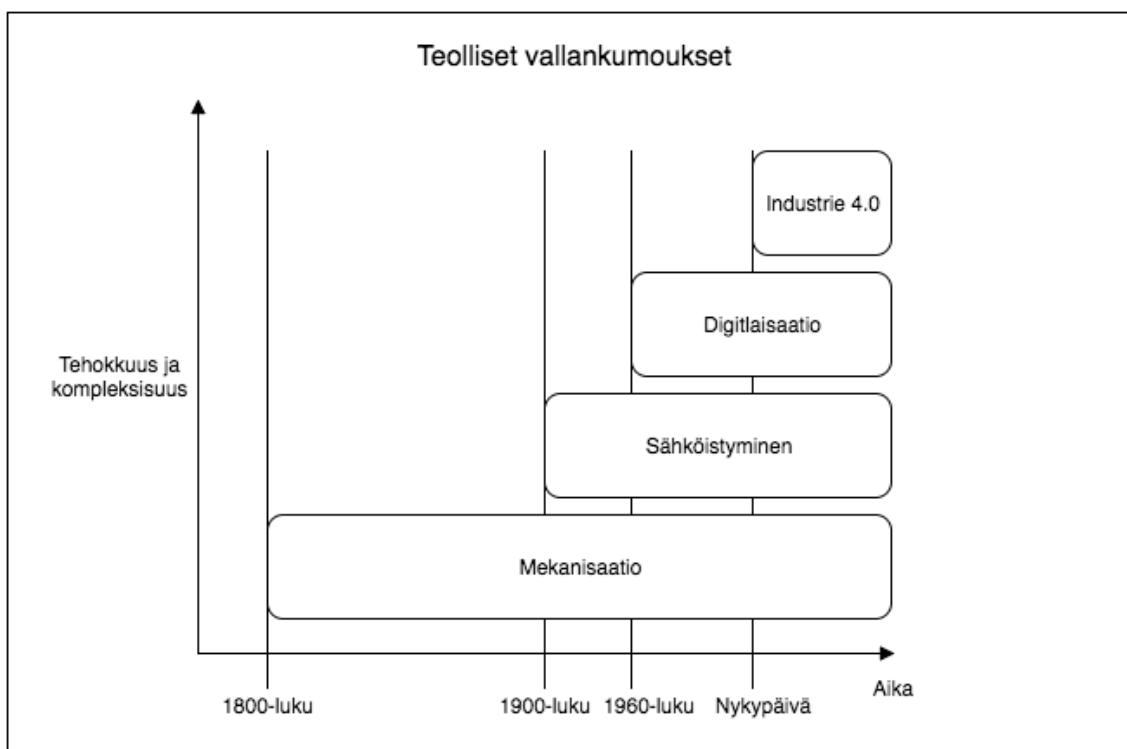 Teolliset vallankumoukset
Industrie 4.0
Digitlaisaatio
Tehokkuus ja
kompleksisuus
Sähköistyminen
Mekanisaatio
Aika
1800-luku
1900-luku
1960-luku
Nykypäivä